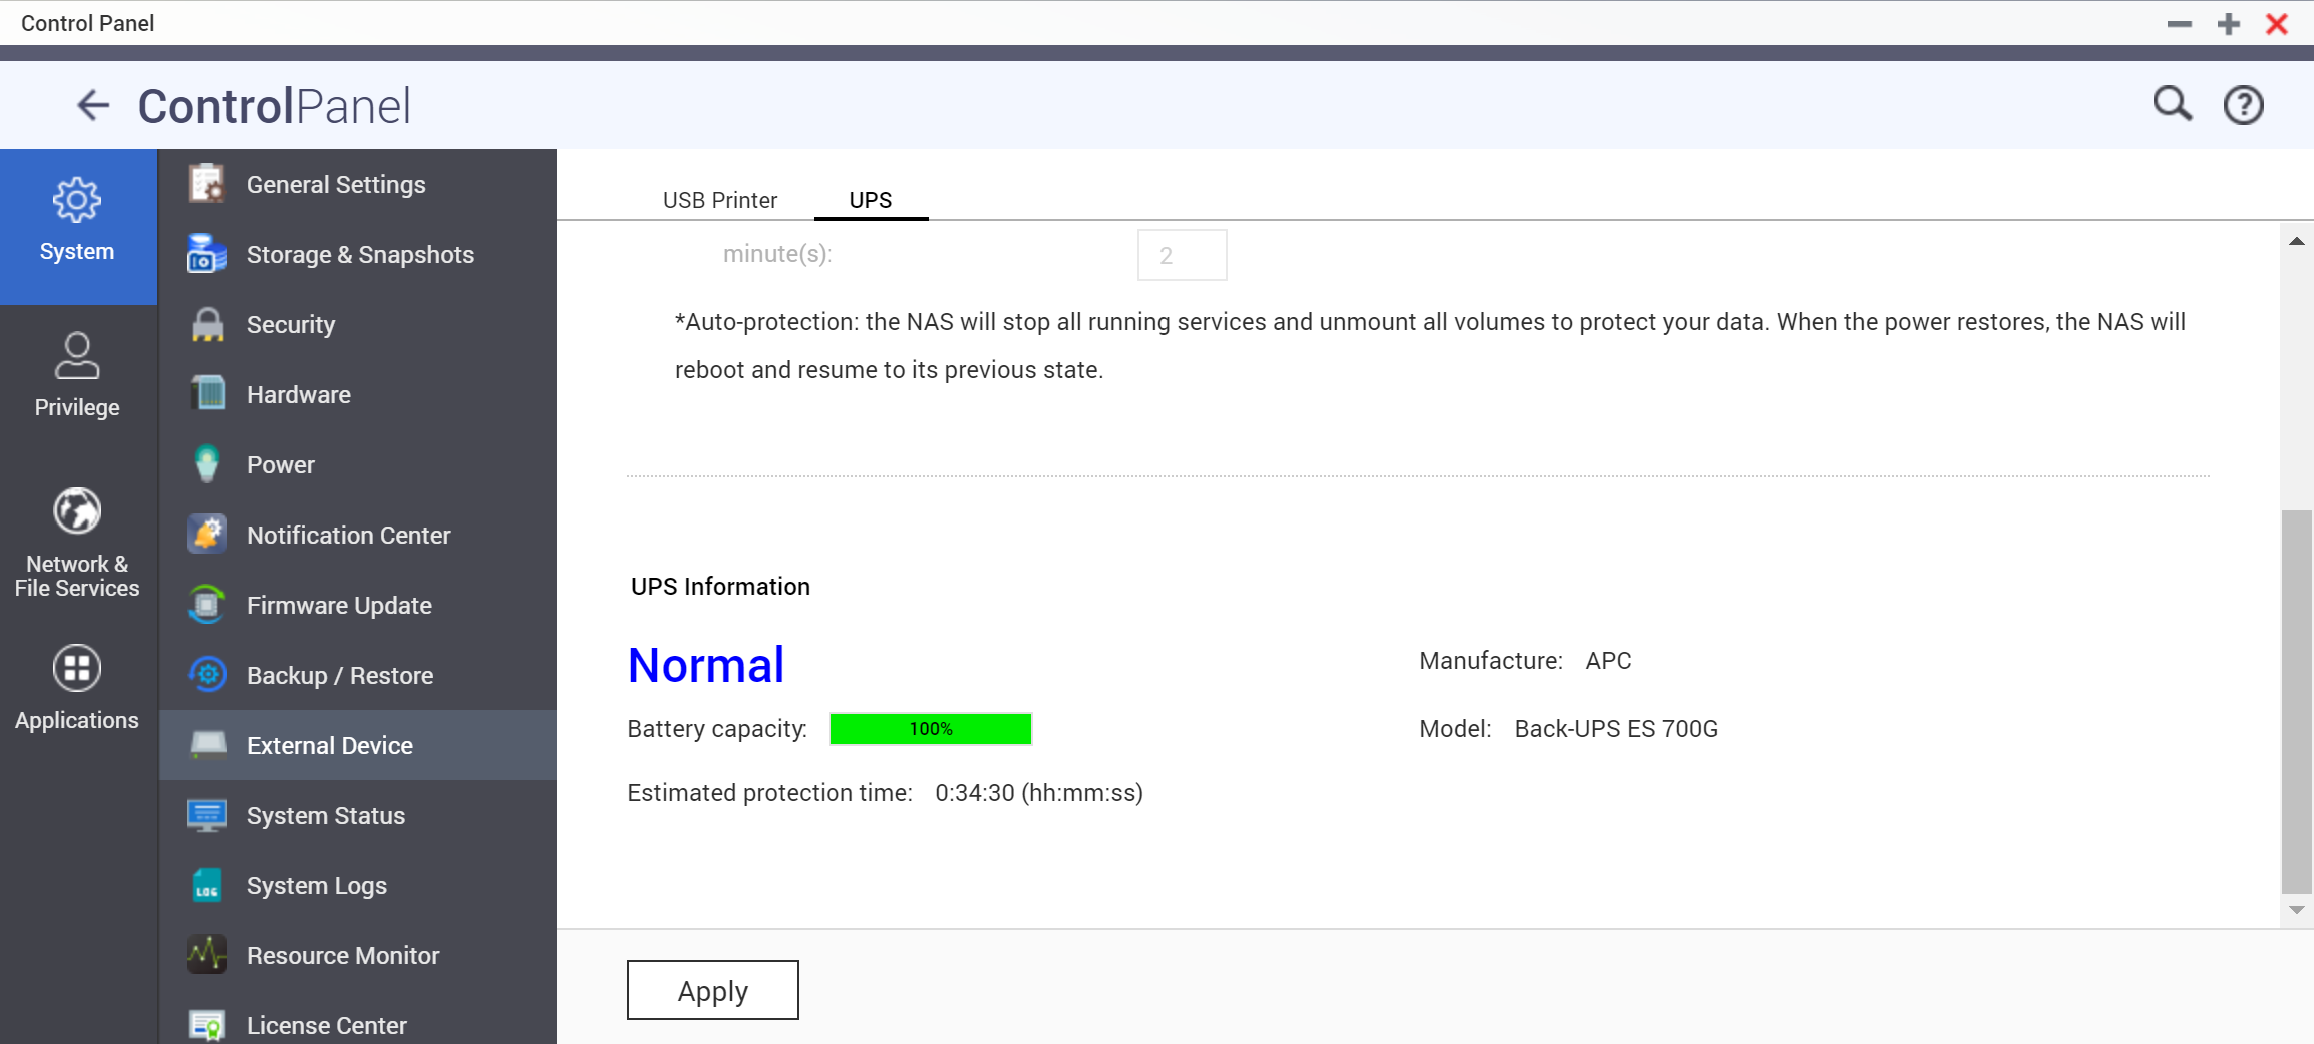 Control Panel
ControlPanel
System
Privilege
Network &
File Services
Applications
General Settings
Storage & Snapshots
Security
Hardware
Power
Notification Center
Firmware Update
Backup / Restore
External Device
System Status
LOG
System Logs
Resource Monitor
License Center
USB Printer
UPS
minute(s):
2
*Auto-protection: the NAS will stop all running services and unmount all volumes to protect your data. When the power restores, the NAS will
reboot and resume to its previous state.
UPS Information
Normal
Manufacture: APC
Battery capacity: 100%
Model: Back-UPS ES 700G
Estimated protection time: 0:34:30 (hh:mm:ss)
Apply